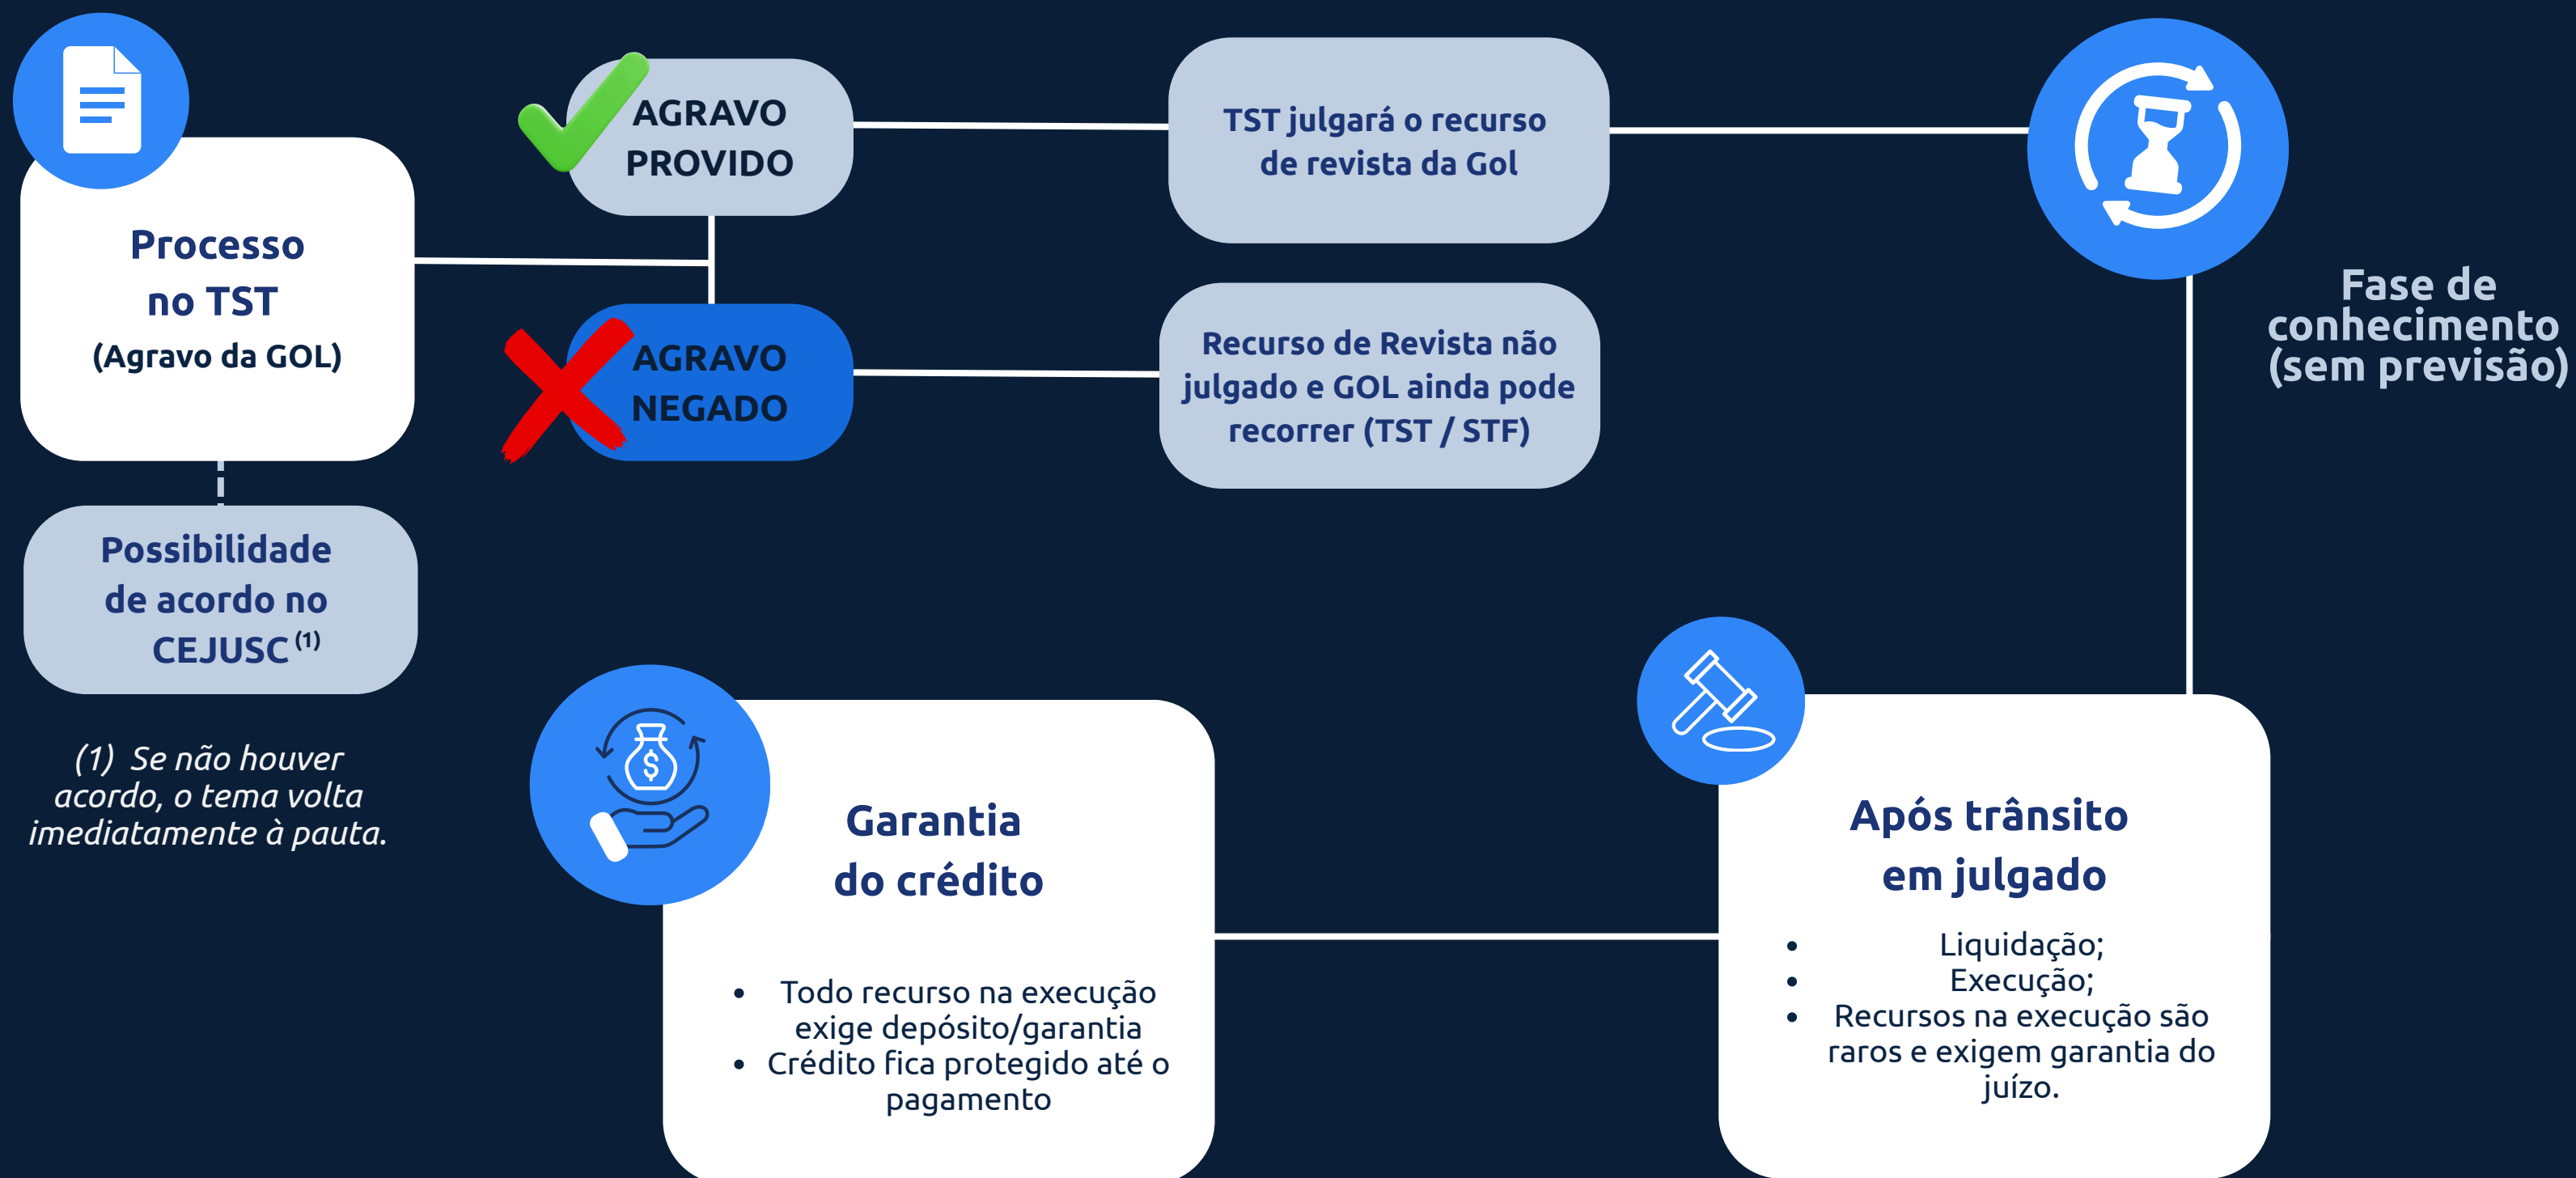 Processo
no TST
(Agravo da GOL)
AGRAVO
PROVIDO
TST julgará o recurso
de revista da Gol
AGRAVO
NEGADO
Recurso de Revista não
julgado e GOL ainda pode
recorrer (TST / STF)
Fase de
conhecimento
(sem previsão)
Possibilidade
de acordo no
CEJUSC (1)
(1) Se não houver
acordo, o tema volta
imediatamente à pauta.
Após trânsito
em julgado
• Liquidação;
• Execução;
• Recursos na execução são
raros e exigem garantia do
juízo.
$
Garantia
do crédito
• Todo recurso na execução
exige depósito/garantia
• Crédito fica protegido até o
pagamento